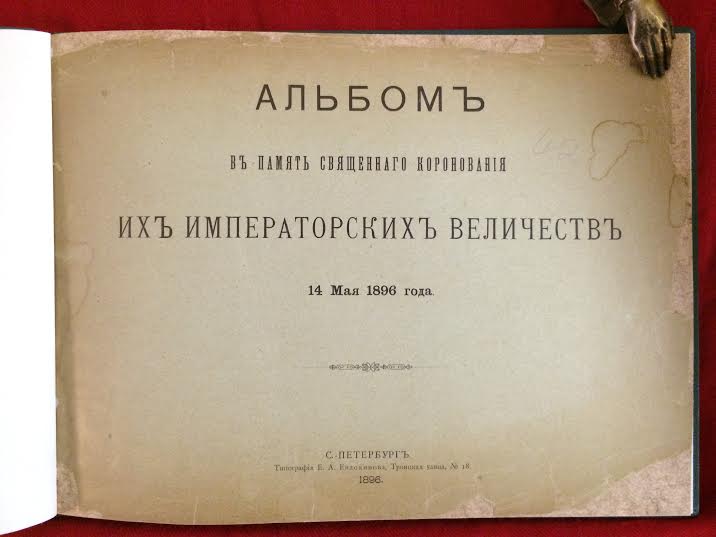 АЛЬБОМЪ
ВЪ ПАМЯТЬ СВЯЩЕННАГО КОРОНОВАНІЯ
ИХЪ ИМПЕРАТОРСКИХЪ ВЕЛИЧЕСТВЪ
14 Мая 1896 года.
С.-ПЕТЕРБУРГЪ.
Типографія Е. А. Евдокимова, Троицкая улица, № 18.
1896.